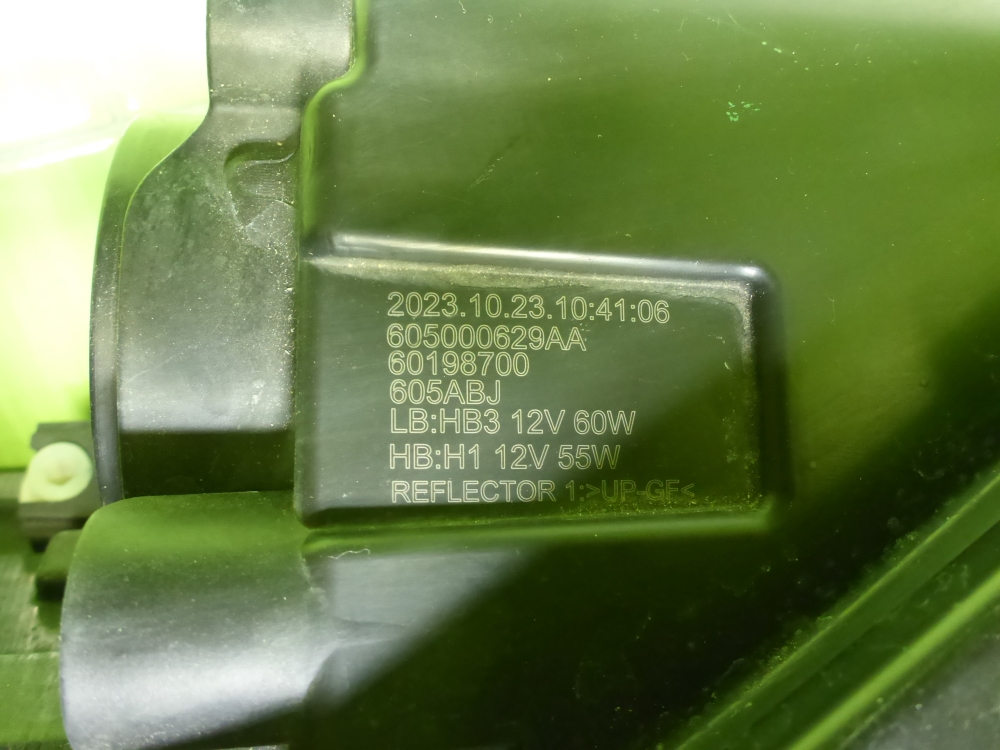 2023.10.23.10:41:06
605000629AA
60198700
605ABJ
LB:HB3 12V 60W
HB:H1 12V 55W
REFLECTOR 1:>UP-GF<